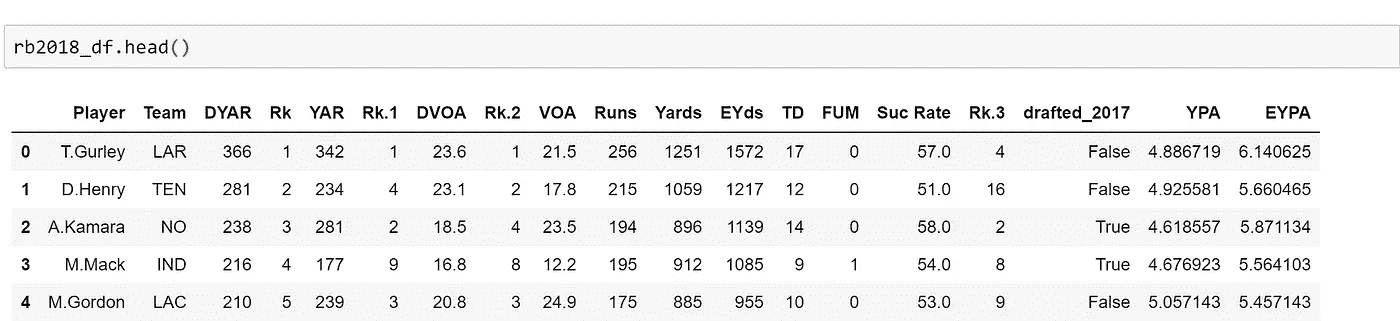 rb2018_df.head()
Player Team DYAR Rk YAR Rk.1 DVOA Rk.2 VOA Runs Yards EYds TD FUM Suc Rate Rk.3 drafted_2017 YPA EYPA
0 T.Gurley LAR 366 1 342 1 23.6 1 21.5 256 1251 1572 17 0 57.0 4 False 4.886719 6.140625
1 D.Henry TEN 281 2 234 4 23.1 2 17.8 215 1059 1217 12 0 51.0 16 False 4.925581 5.660465
2 A.Kamara NO 238 3 281 2 18.5 4 23.5 194 896 1139 14 0 58.0 2 True 4.618557 5.871134
3 M.Mack IND 216 4 177 9 16.8 8 12.2 195 912 1085 9 1 54.0 8 True 4.676923 5.564103
4 M.Gordon LAC 210 5 239 3 20.8 3 24.9 175 885 955 10 0 53.0 9 False 5.057143 5.457143